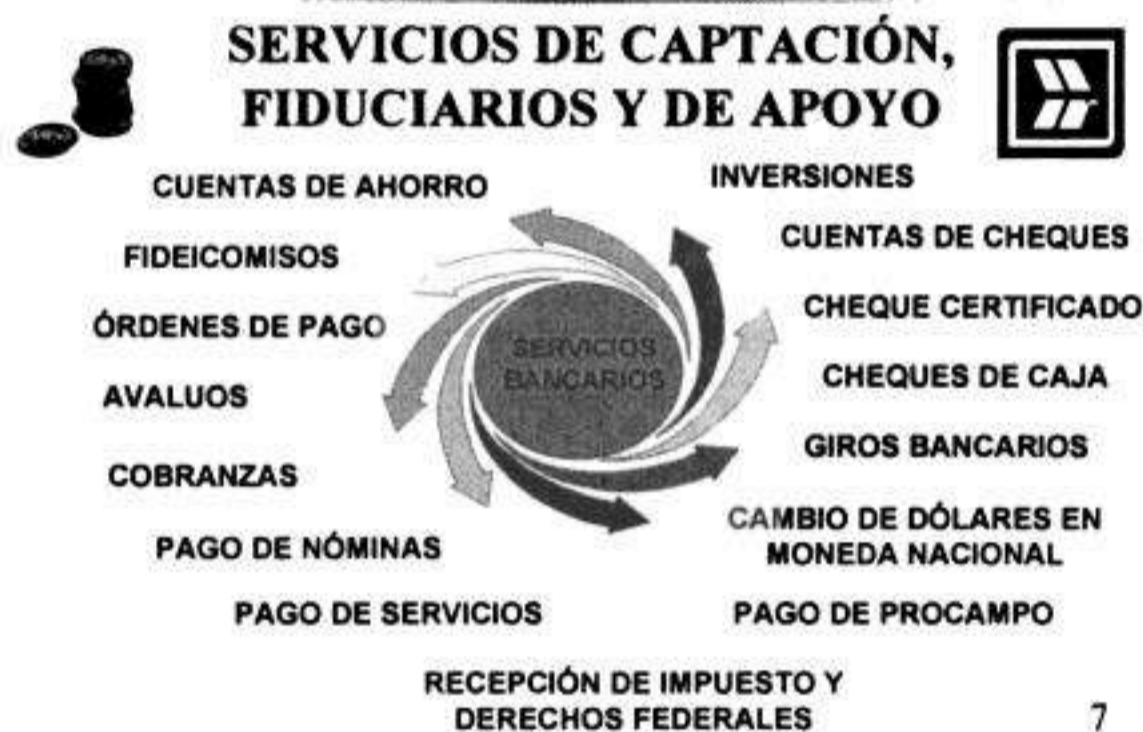 SERVICIOS DE CAPTACIÓN,
FIDUCIARIOS Y DE APOYO
CUENTAS DE AHORRO
INVERSIONES
FIDEICOMISOS
CUENTAS DE CHEQUES
ÓRDENES DE PAGO
CHEQUE CERTIFICADO
SERVICIOS
BANCARIOS
AVALUOS
CHEQUES DE CAJA
COBRANZAS
GIROS BANCARIOS
PAGO DE NÓMINAS
CAMBIO DE DÓLARES EN
MONEDA NACIONAL
PAGO DE SERVICIOS
PAGO DE PROCAMPO
RECEPCIÓN DE IMPUESTO Y
DERECHOS FEDERALES
7